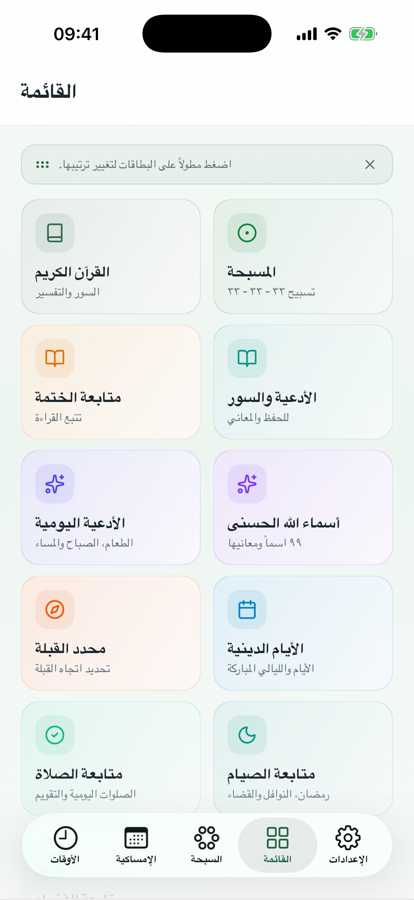 09:41
القائمة
اضغط مطولاً على البطاقات لتغيير ترتيبها.
القرآن الكريم
السور والتفسير
المسبحة
تسبيح ٣٣ - ٣٣ - ٣٣
متابعة الختمة
تتبع القراءة
الأدعية والسور
للحفظ والمعاني
الأدعية اليومية
الطعام، الصباح والمساء
أسماء الله الحسنى
٩٩ اسماً ومعانيها
محدد القبلة
تحديد اتجاه القبلة
الأيام الدينية
الأيام والليالي المباركة
متابعة الصلاة
الصلوات اليومية والتقويم
متابعة الصيام
رمضان، النوافل والقضاء
الأوقات
الإمساكية
السبحة
القائمة
الإعدادات